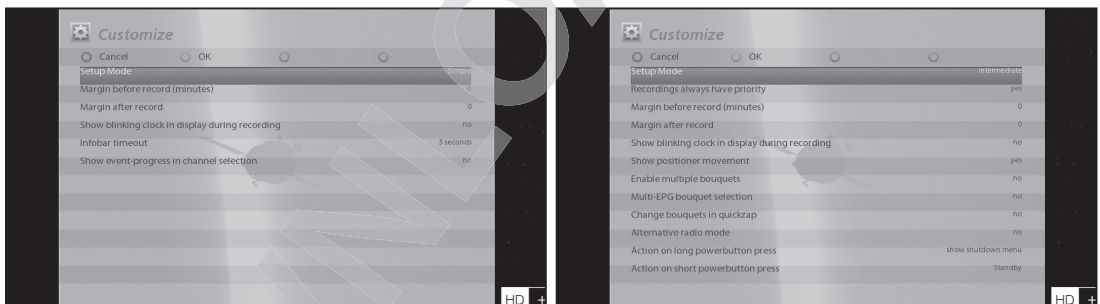 Customize
Cancel OK
Setup Mode Simple
Margin before record (minutes) 0
Margin after record 0
Show blinking clock in display during recording no
Infobar timeout 5 seconds
Show event-progress in channel selection no
HD +
Customize
Cancel OK
Setup Mode Intermediate
Recordings always have priority yes
Margin before record (minutes) 0
Margin after record 0
Show blinking clock in display during recording no
Show positioner movement yes
Enable multiple bouquets no
Multi-EPG bouquet selection no
Change bouquets in quickzap no
Alternative radio mode no
Action on long powerbutton press show shutdown menu
Action on short powerbutton press Standby
HD +